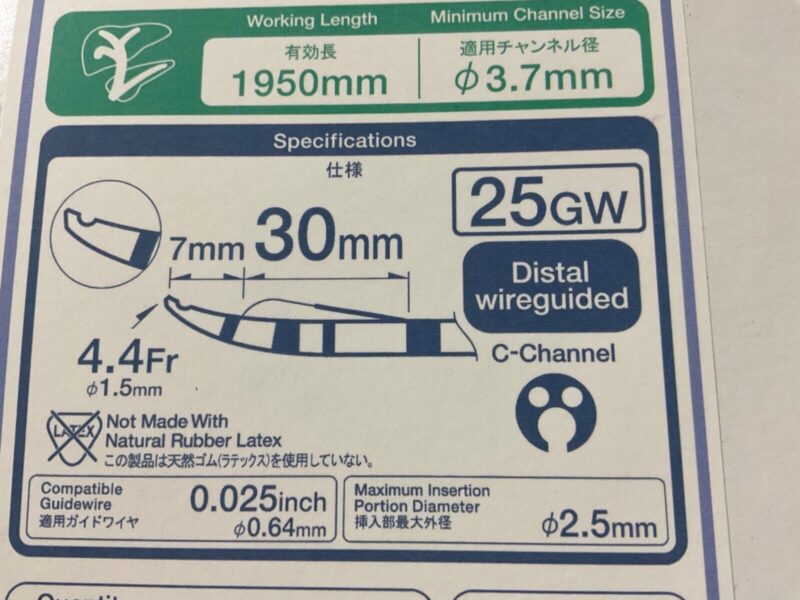 Working Length
Minimum Channel Size
有効長
適用チャンネル径
1950mm
φ3.7mm
Specifications
仕様
25GW
7mm
30mm
Distal
wireguided
4.4Fr
φ1.5mm
C-Channel
LATEX
Not Made With
Natural Rubber Latex
この製品は天然ゴム(ラテックス)を使用していない。
Compatible
Guidewire
適用ガイドワイヤ
0.025inch
φ0.64mm
Maximum Insertion
Portion Diameter
挿入部最大外径
φ2.5mm
Quantity